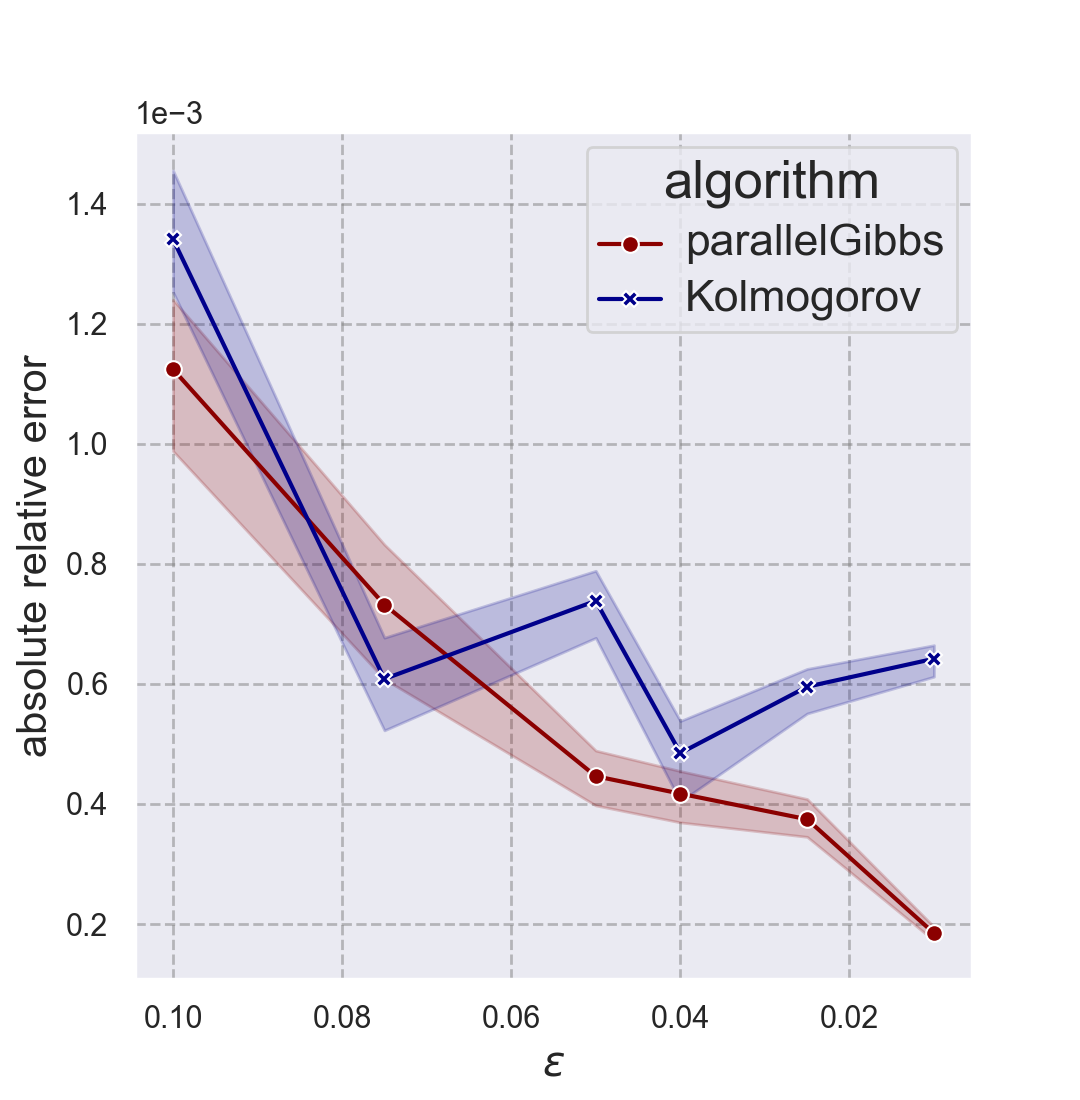 1e−3
algorithm
parallelGibbs
Kolmogorov
absolute relative error
1.4
1.2
1.0
0.8
0.6
0.4
0.2
0.10 0.08 0.06 0.04 0.02
ε